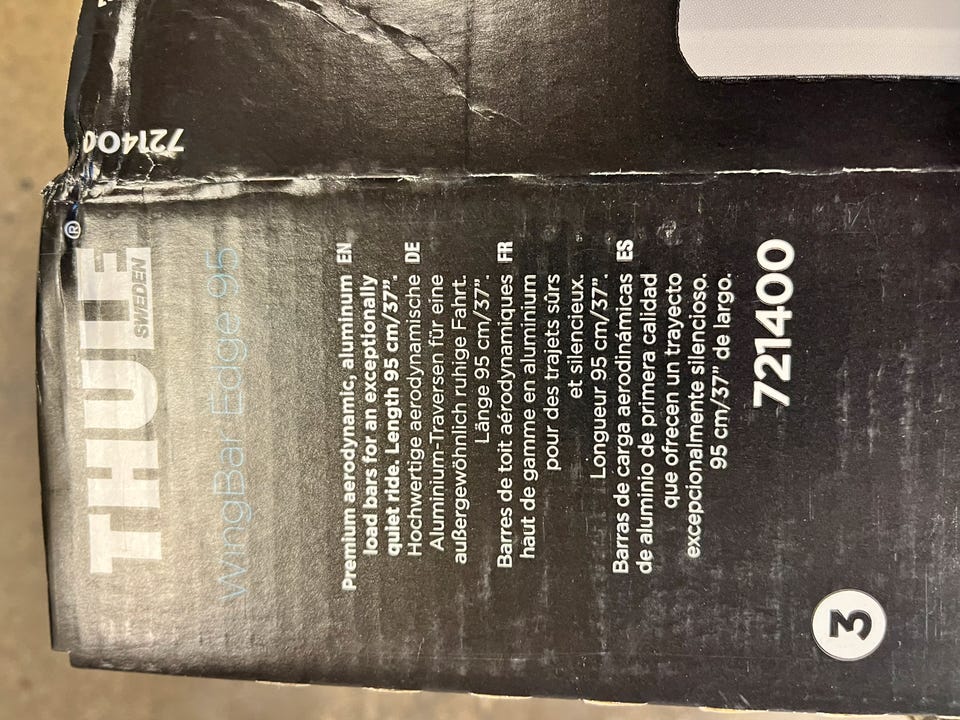 721400
THULE®
SWEDEN
WingBar Edge 95
Premium aerodynamic, aluminum EN
load bars for an exceptionally
quiet ride. Length 95 cm/37”.
Hochwertige aerodynamische DE
Aluminium-Traversen für eine
außergewöhnlich ruhige Fahrt.
Länge 95 cm/37”.
Barres de toit aérodynamiques FR
haut de gamme en aluminium
pour des trajets sûrs
et silencieux.
Longueur 95 cm/37”.
Barras de carga aerodinámicas ES
de aluminio de primera calidad
que ofrecen un trayecto
excepcionalmente silencioso.
95 cm/37” de largo.
721400
3